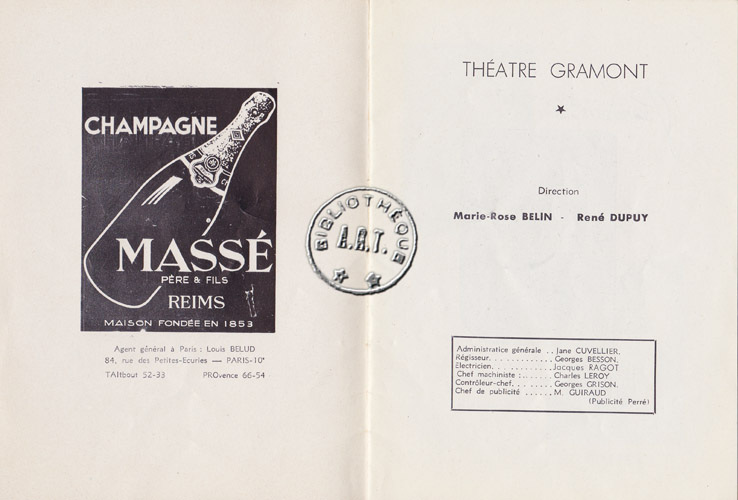 CHAMPAGNE
MASSÉ
PÈRE & FILS
REIMS
MAISON FONDÉE EN 1853
Agent général à Paris : Louis BELUD
84, rue des Petites-Ecuries — PARIS-10e
TAItbout 52-33 PROvence 66-54
BIBLIOTHÈQUE
A.R.T.
THÉATRE GRAMONT
Direction
Marie-Rose BELIN - René DUPUY
Administratice générale .. Jane CUVELLIER.
Régisseur. . . . . . . . . . . . . Georges BESSON.
Electricien. . . . . . . . . . . . Jacques RAGOT
Chef machiniste : . . . . . . Charles LEROY
Contrôleur-chef. . . . . . . . Georges GRISON.
Chef de publicité . . . . . . M. GUIRAUD
(Publicité Perré)